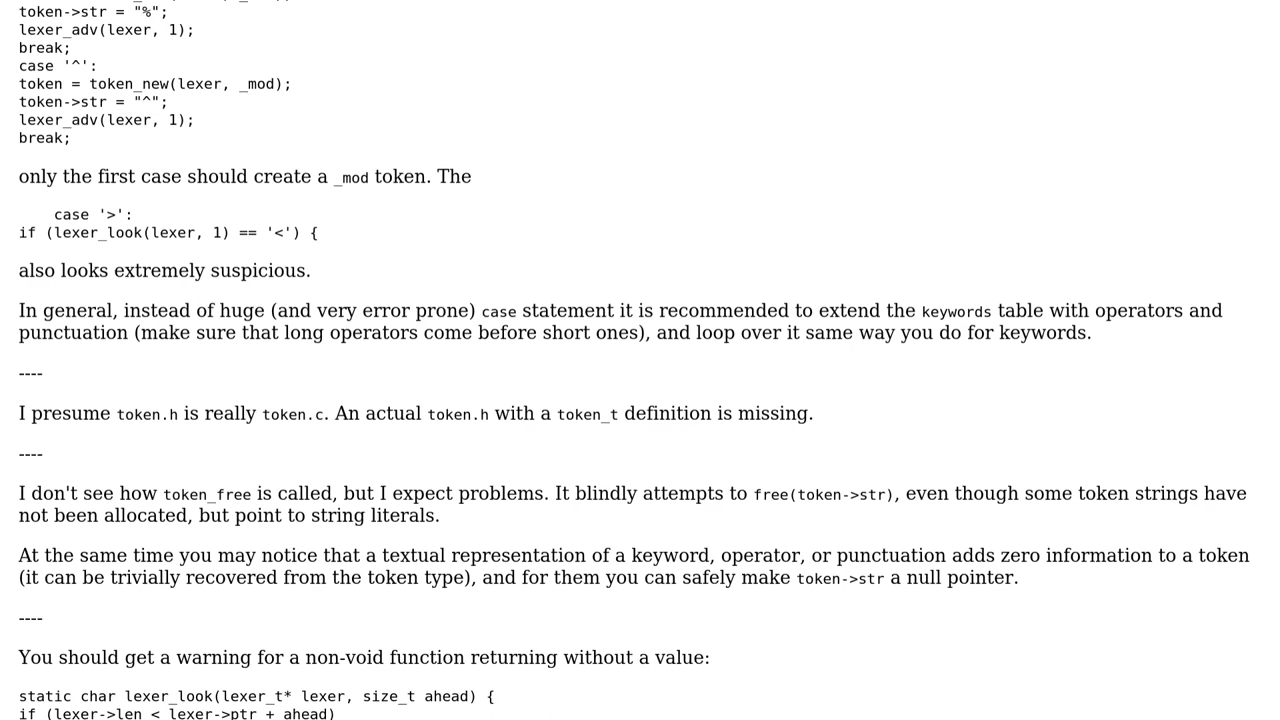 token->str = "%";
lexer_adv(lexer, 1);
break;
case '^':
token = token_new(lexer, _mod);
token->str = "^";
lexer_adv(lexer, 1);
break;
only the first case should create a _mod token. The
case '>':
if (lexer_look(lexer, 1) == '<') {
also looks extremely suspicious.
In general, instead of huge (and very error prone) case statement it is recommended to extend the keywords table with operators and
punctuation (make sure that long operators come before short ones), and loop over it same way you do for keywords.
----
I presume token.h is really token.c. An actual token.h with a token_t definition is missing.
----
I don't see how token_free is called, but I expect problems. It blindly attempts to free(token->str), even though some token strings have
not been allocated, but point to string literals.
At the same time you may notice that a textual representation of a keyword, operator, or punctuation adds zero information to a token
(it can be trivially recovered from the token type), and for them you can safely make token->str a null pointer.
----
You should get a warning for a non-void function returning without a value:
static char lexer_look(lexer_t* lexer, size_t ahead) {
if (lexer->len < lexer->ptr + ahead)